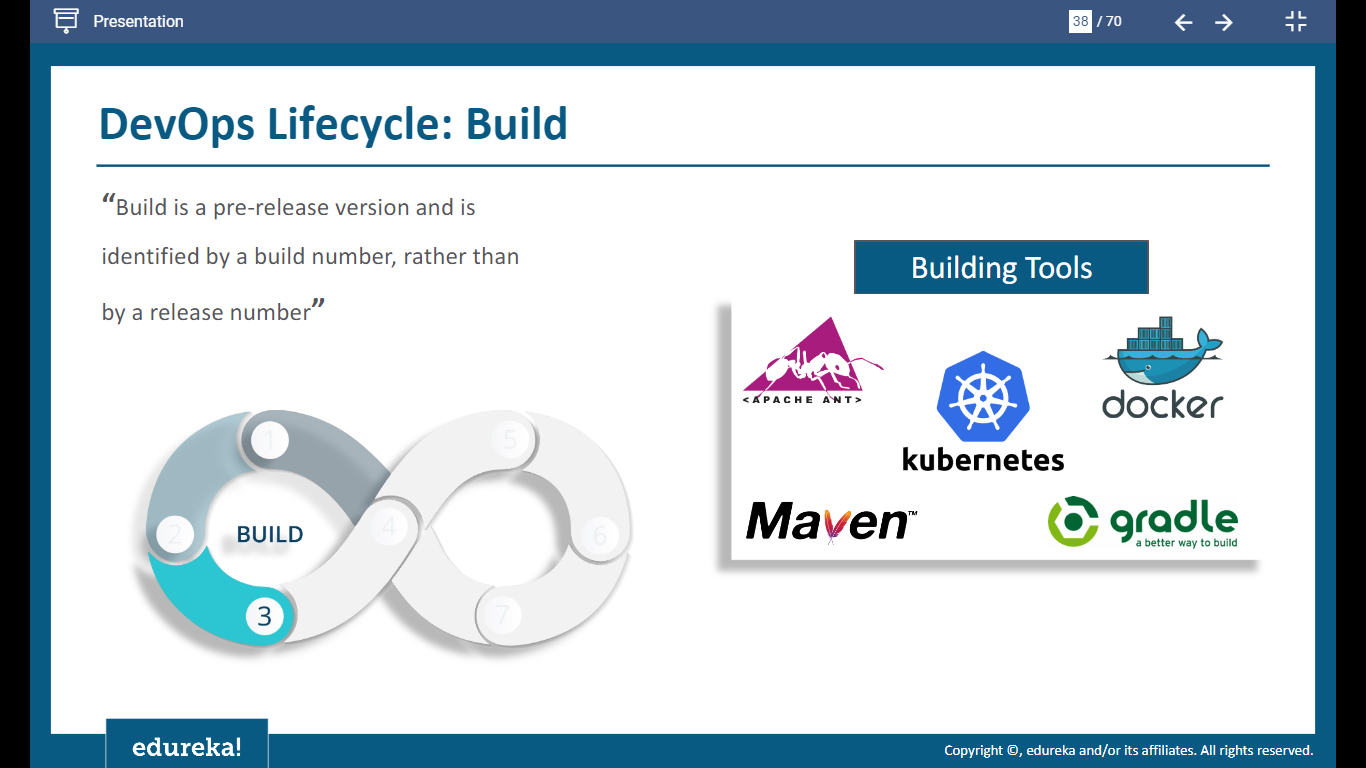 Presentation
38 / 70
DevOps Lifecycle: Build
“Build is a pre-release version and is
identified by a build number, rather than
by a release number”
Building Tools
<APACHE ANT>
docker
kubernetes
Maven™
gradle
a better way to build
1
2
BUILD
3
4
5
6
7
edureka!
Copyright ©, edureka and/or its affiliates. All rights reserved.